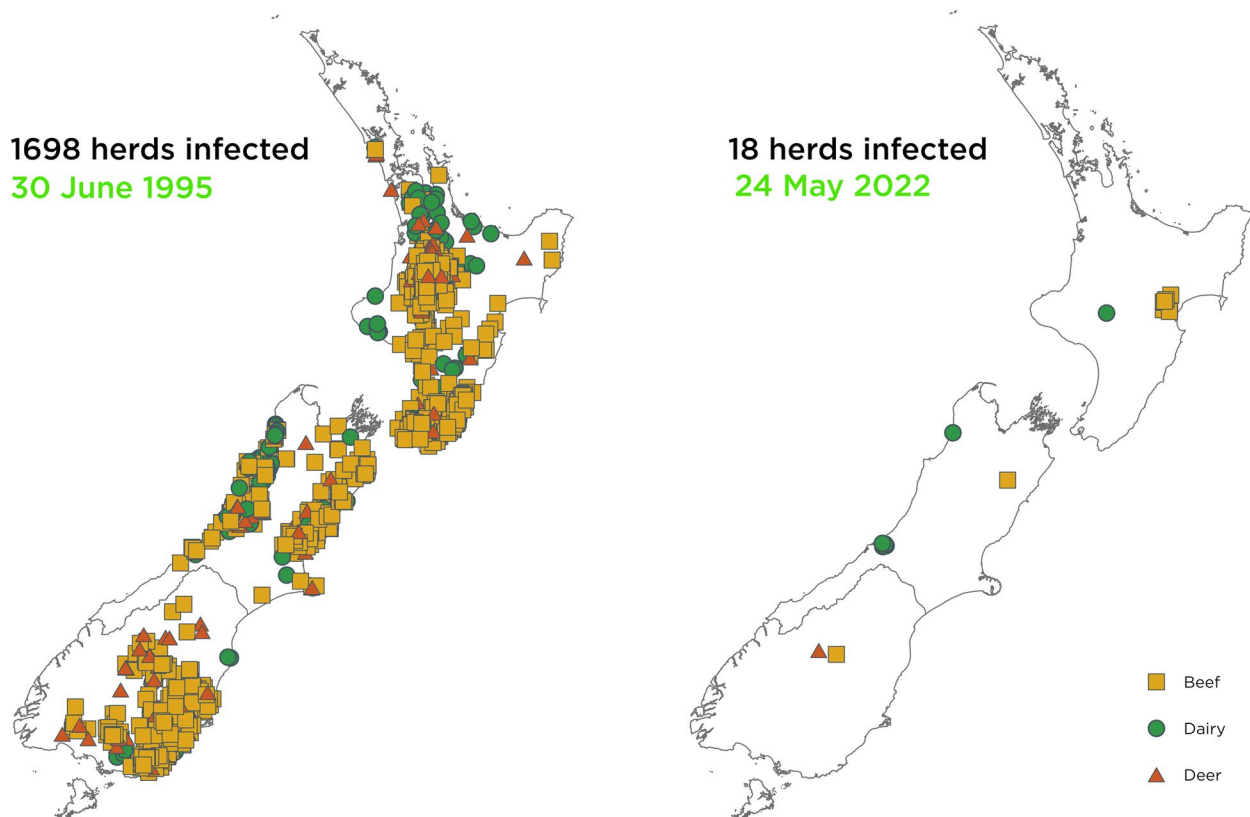 1698 herds infected
30 June 1995
18 herds infected
24 May 2022
Beef
Dairy
Deer